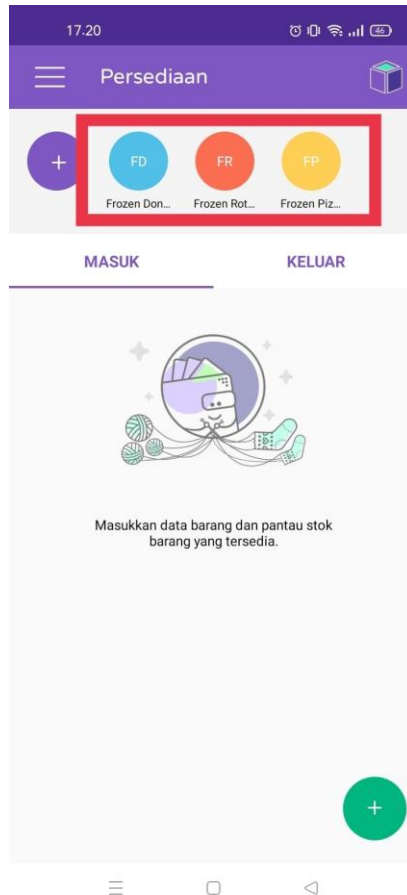 17.20
46
Persediaan
+
FD
FR
FP
Frozen Don...
Frozen Rot...
Frozen Piz...
MASUK
KELUAR
Masukkan data barang dan pantau stok
barang yang tersedia.
+